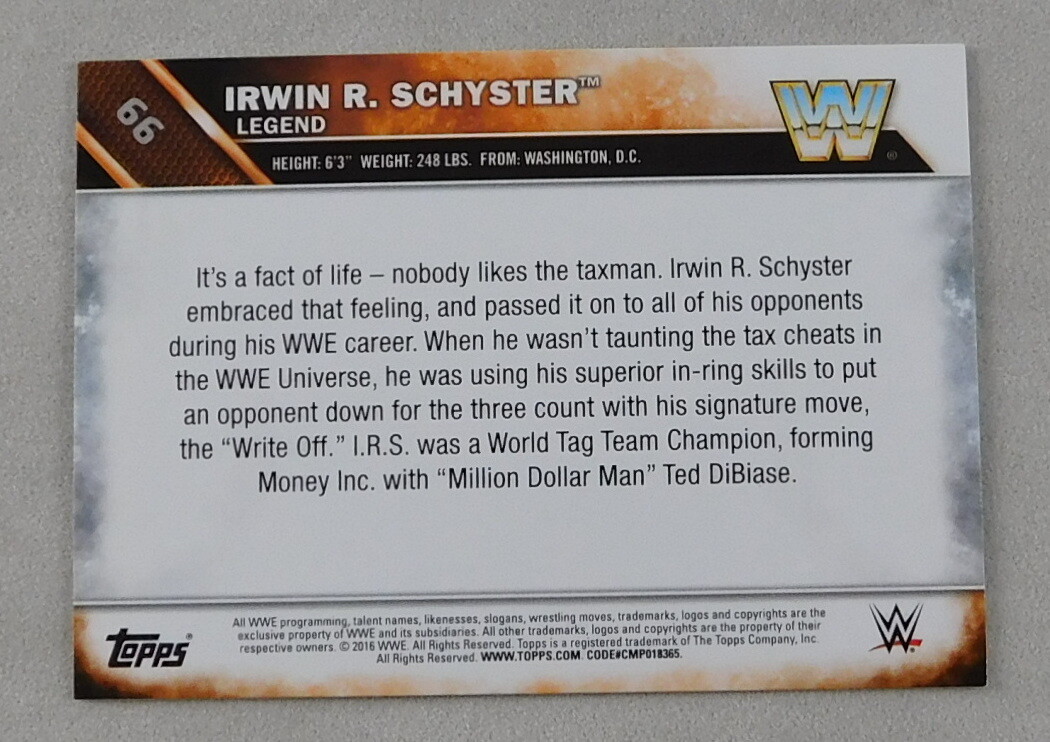 66
IRWIN R. SCHYSTER™
LEGEND
HEIGHT: 6'3" WEIGHT: 248 LBS. FROM: WASHINGTON, D.C.
WWF
®
It's a fact of life – nobody likes the taxman. Irwin R. Schyster
embraced that feeling, and passed it on to all of his opponents
during his WWE career. When he wasn't taunting the tax cheats in
the WWE Universe, he was using his superior in-ring skills to put
an opponent down for the three count with his signature move,
the “Write Off.” I.R.S. was a World Tag Team Champion, forming
Money Inc. with “Million Dollar Man” Ted DiBiase.
topps®
All WWE programming, talent names, likenesses, slogans, wrestling moves, trademarks, logos and copyrights are the
exclusive property of WWE and its subsidiaries. All other trademarks, logos and copyrights are the property of their
respective owners. © 2016 WWE. All Rights Reserved. Topps is a registered trademark of The Topps Company, Inc.
All Rights Reserved. WWW.TOPPS.COM. CODE#CMP018365.
W